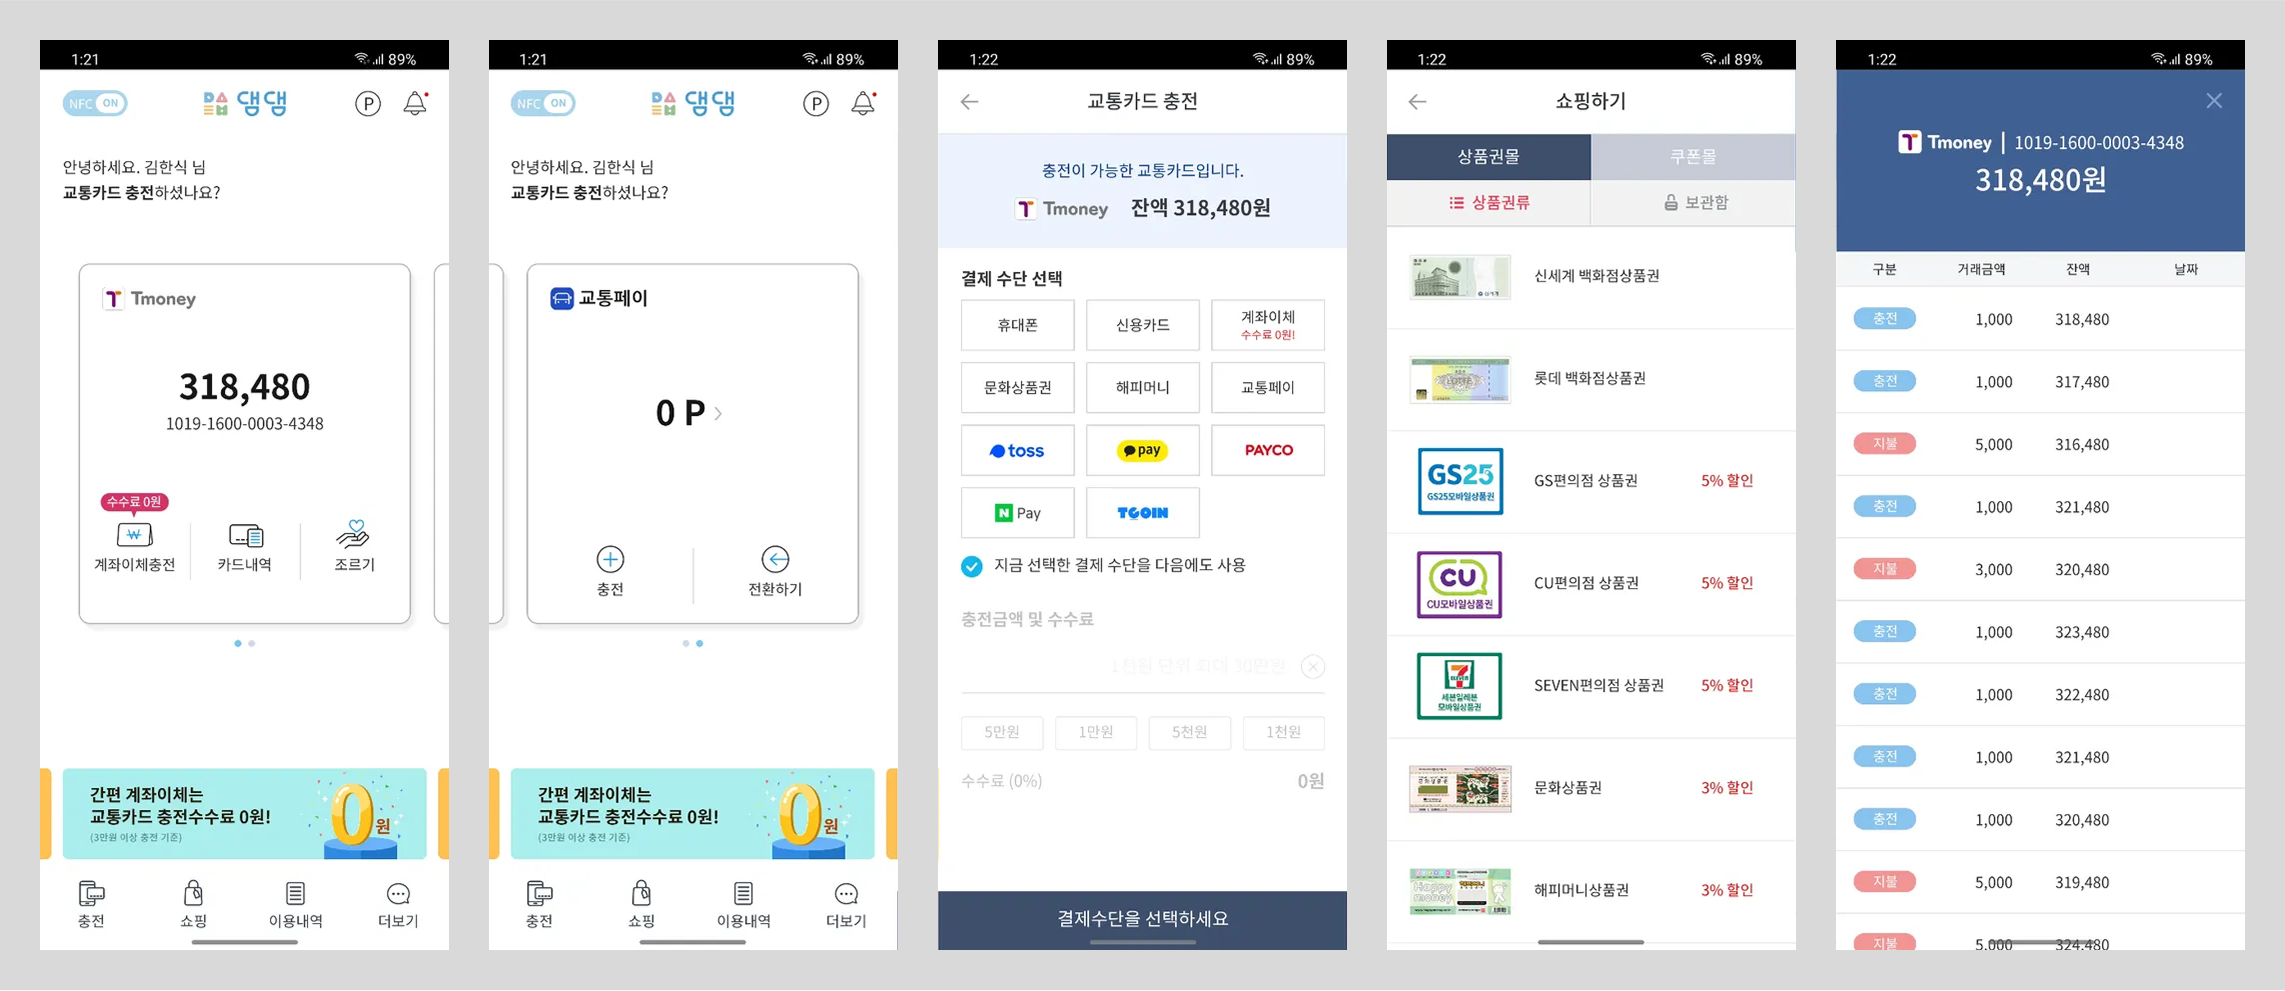 1:21
89%
NFC ON
댐댐
P
안녕하세요. 김한식 님
교통카드 충전하셨나요?
Tmoney
318,480
1019-1600-0003-4348
수수료 0원
계좌이체충전
카드내역
조르기
간편 계좌이체는
교통카드 충전수수료 0원!
(3만원 이상 충전 기준)
0원
충전
쇼핑
이용내역
더보기
1:21
89%
NFC ON
댐댐
P
안녕하세요. 김한식 님
교통카드 충전하셨나요?
교통페이
0 P
충전
전환하기
간편 계좌이체는
교통카드 충전수수료 0원!
(3만원 이상 충전 기준)
0원
충전
쇼핑
이용내역
더보기
1:22
89%
교통카드 충전
충전이 가능한 교통카드입니다.
Tmoney 잔액 318,480원
결제 수단 선택
휴대폰
신용카드
계좌이체
수수료 0원!
문화상품권
해피머니
교통페이
toss
pay
PAYCO
N Pay
TCOIN
지금 선택한 결제 수단을 다음에도 사용
충전금액 및 수수료
1천원 단위 최대 30만원
5만원
1만원
5천원
1천원
수수료 (0%)
0원
결제수단을 선택하세요
1:22
89%
쇼핑하기
상품권몰
쿠폰몰
상품권류
보관함
신세계 백화점상품권
롯데 백화점상품권
GS25
GS25모바일상품권
GS편의점 상품권
5% 할인
CU
CU모바일상품권
CU편의점 상품권
5% 할인
7
ELEVEN
세븐일레븐
모바일상품권
SEVEN편의점 상품권
5% 할인
문화상품권
3% 할인
Happy
money
해피머니상품권
3% 할인
1:22
89%
Tmoney | 1019-1600-0003-4348
318,480원
구분 거래금액 잔액 날짜
충전 1,000 318,480
충전 1,000 317,480
지불 5,000 316,480
충전 1,000 321,480
지불 3,000 320,480
충전 1,000 323,480
충전 1,000 322,480
충전 1,000 321,480
충전 1,000 320,480
지불 5,000 319,480
지불 5,000 324,480